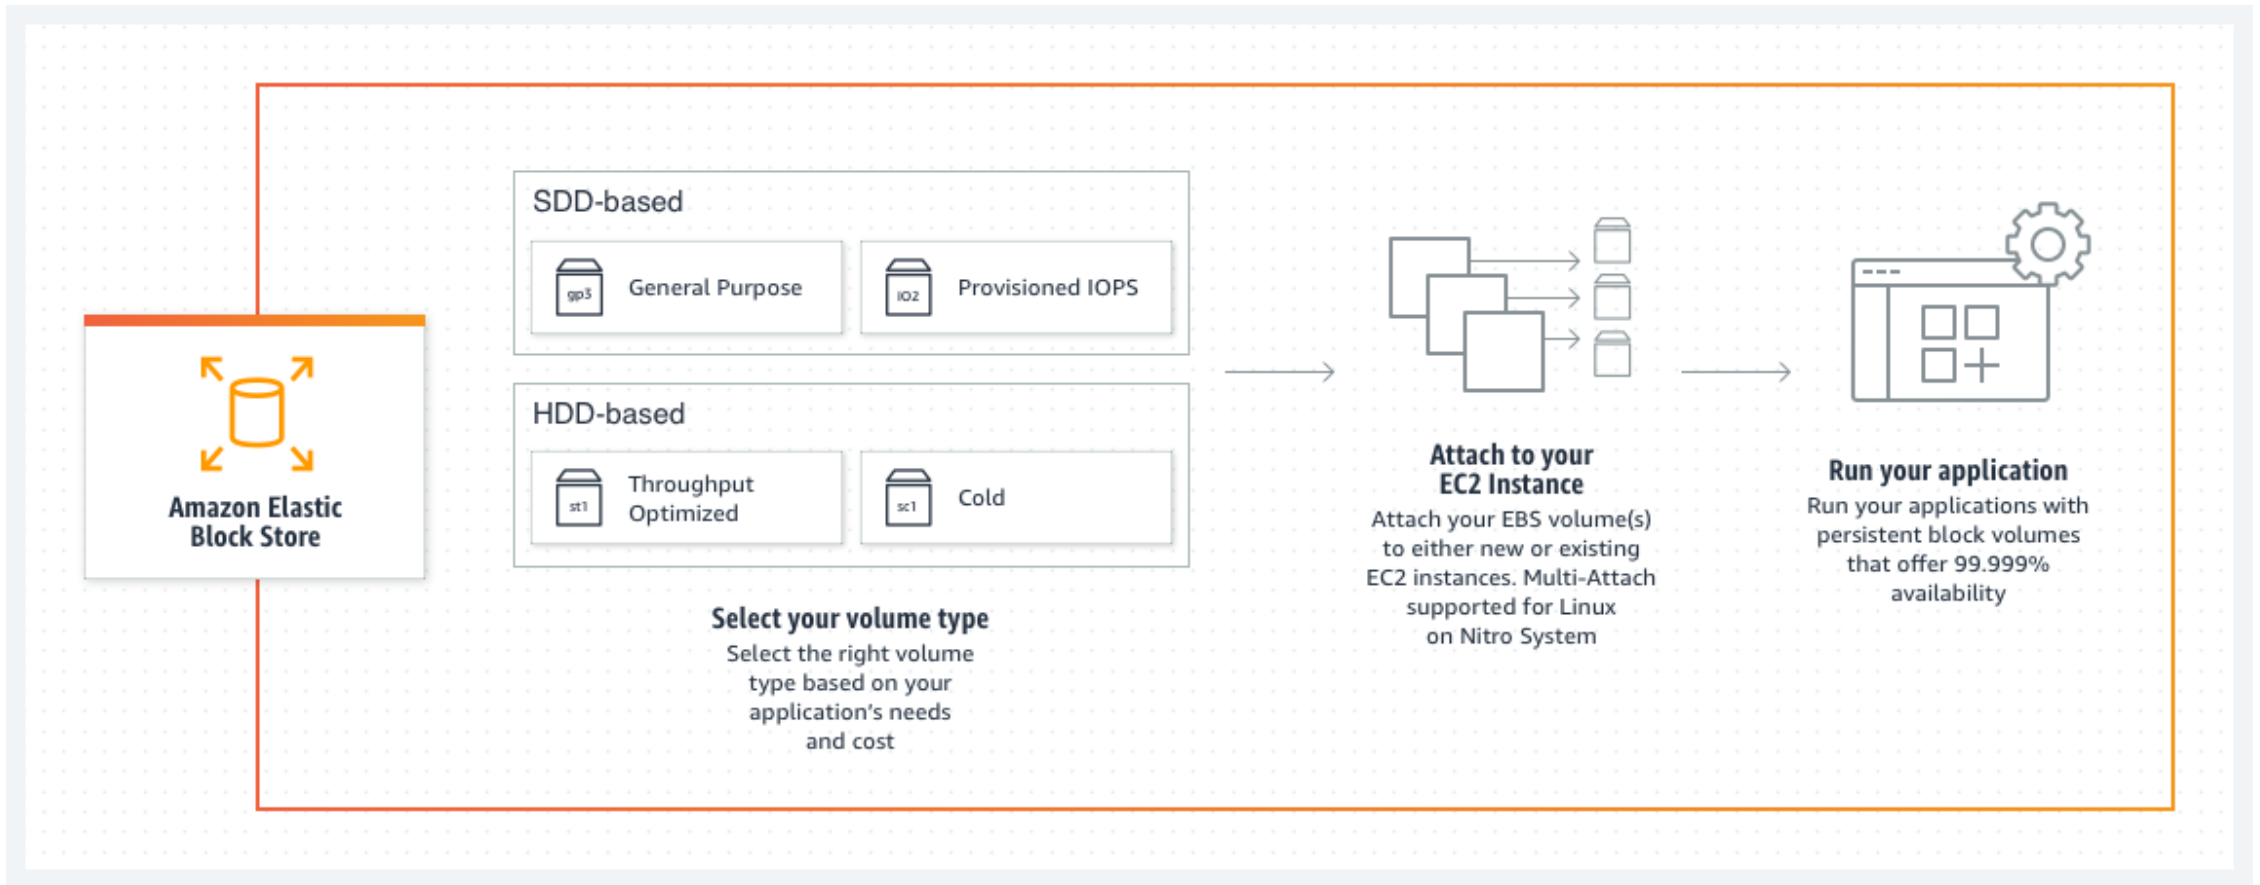 Amazon Elastic
Block Store
SDD-based
gp3
General Purpose
IO2
Provisioned IOPS
HDD-based
st1
Throughput
Optimized
sc1
Cold
Select your volume type
Select the right volume
type based on your
application's needs
and cost
Attach to your
EC2 Instance
Attach your EBS volume(s)
to either new or existing
EC2 instances. Multi-Attach
supported for Linux
on Nitro System
Run your application
Run your applications with
persistent block volumes
that offer 99.999%
availability